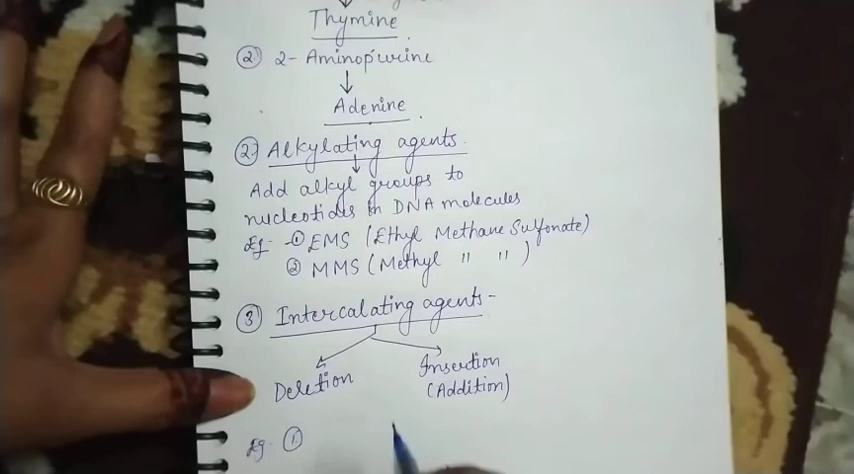 Thymine
② 2- Aminopurine
↓
Adenine
②. Alkylating agents.
↓
Add alkyl groups to
nucleotides in DNA molecules
Eg- -① EMS (Ethyl Methane Sulfonate)
② MMS (Methyl " ")
③ Intercalating agents-
Deletion Insertion
(Addition)
Eg- ①